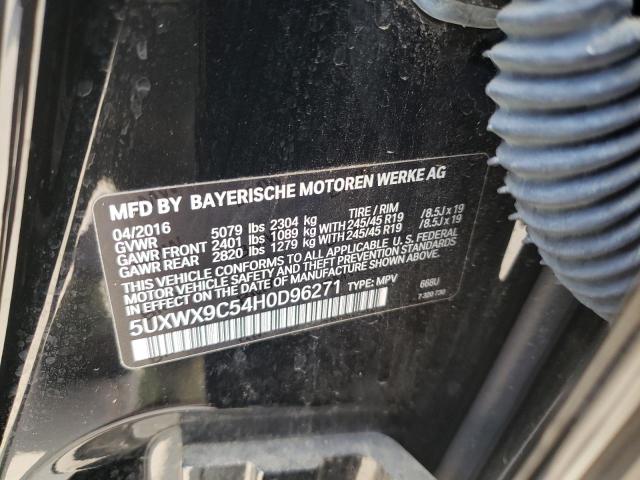 MFD BY BAYERISCHE MOTOREN WERKE AG
04/2016 5079 lbs 2304 kg TIRE / RIM
GVWR
GAWR FRONT 2401 lbs 1089 kg WITH 245/45 R19 /8.5J x 19
GAWR REAR 2820 lbs 1279 kg WITH 245/45 R19 /8.5J x 19
THIS VEHICLE CONFORMS TO ALL APPLICABLE U.S. FEDERAL
MOTOR VEHICLE SAFETY AND THEFT PREVENTION STANDARDS
IN EFFECT ON THE DATE OF MANUFACTURE SHOWN ABOVE.
5UXWX9C54H0D96271 TYPE: MPV 668U
7 320 730